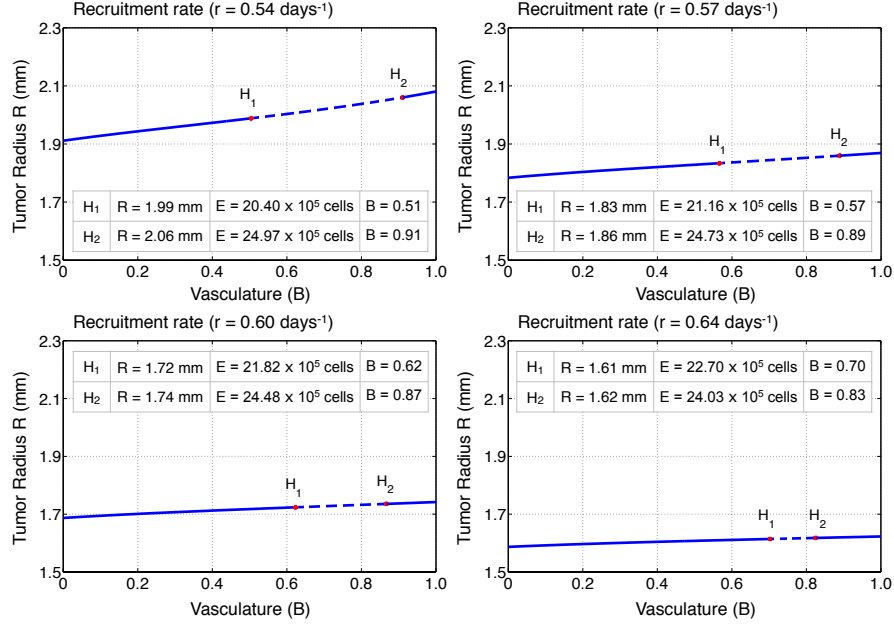 Recruitment rate (r = 0.54 days⁻¹)
Tumor Radius R (mm)
2.3
2.1
1.9
1.7
1.5
H₁
H₂
H₁ R = 1.99 mm E = 20.40 x 10⁵ cells B = 0.51
H₂ R = 2.06 mm E = 24.97 x 10⁵ cells B = 0.91
0 0.2 0.4 0.6 0.8 1.0
Vasculature (B)
Recruitment rate (r = 0.57 days⁻¹)
Tumor Radius R (mm)
2.3
2.1
1.9
1.7
1.5
H₁
H₂
H₁ R = 1.83 mm E = 21.16 x 10⁵ cells B = 0.57
H₂ R = 1.86 mm E = 24.73 x 10⁵ cells B = 0.89
0 0.2 0.4 0.6 0.8 1.0
Vasculature (B)
Recruitment rate (r = 0.60 days⁻¹)
Tumor Radius R (mm)
2.3
2.1
1.9
1.7
1.5
H₁ R = 1.72 mm E = 21.82 x 10⁵ cells B = 0.62
H₂ R = 1.74 mm E = 24.48 x 10⁵ cells B = 0.87
H₁
H₂
0 0.2 0.4 0.6 0.8 1.0
Vasculature (B)
Recruitment rate (r = 0.64 days⁻¹)
Tumor Radius R (mm)
2.3
2.1
1.9
1.7
1.5
H₁ R = 1.61 mm E = 22.70 x 10⁵ cells B = 0.70
H₂ R = 1.62 mm E = 24.03 x 10⁵ cells B = 0.83
H₁
H₂
0 0.2 0.4 0.6 0.8 1.0
Vasculature (B)